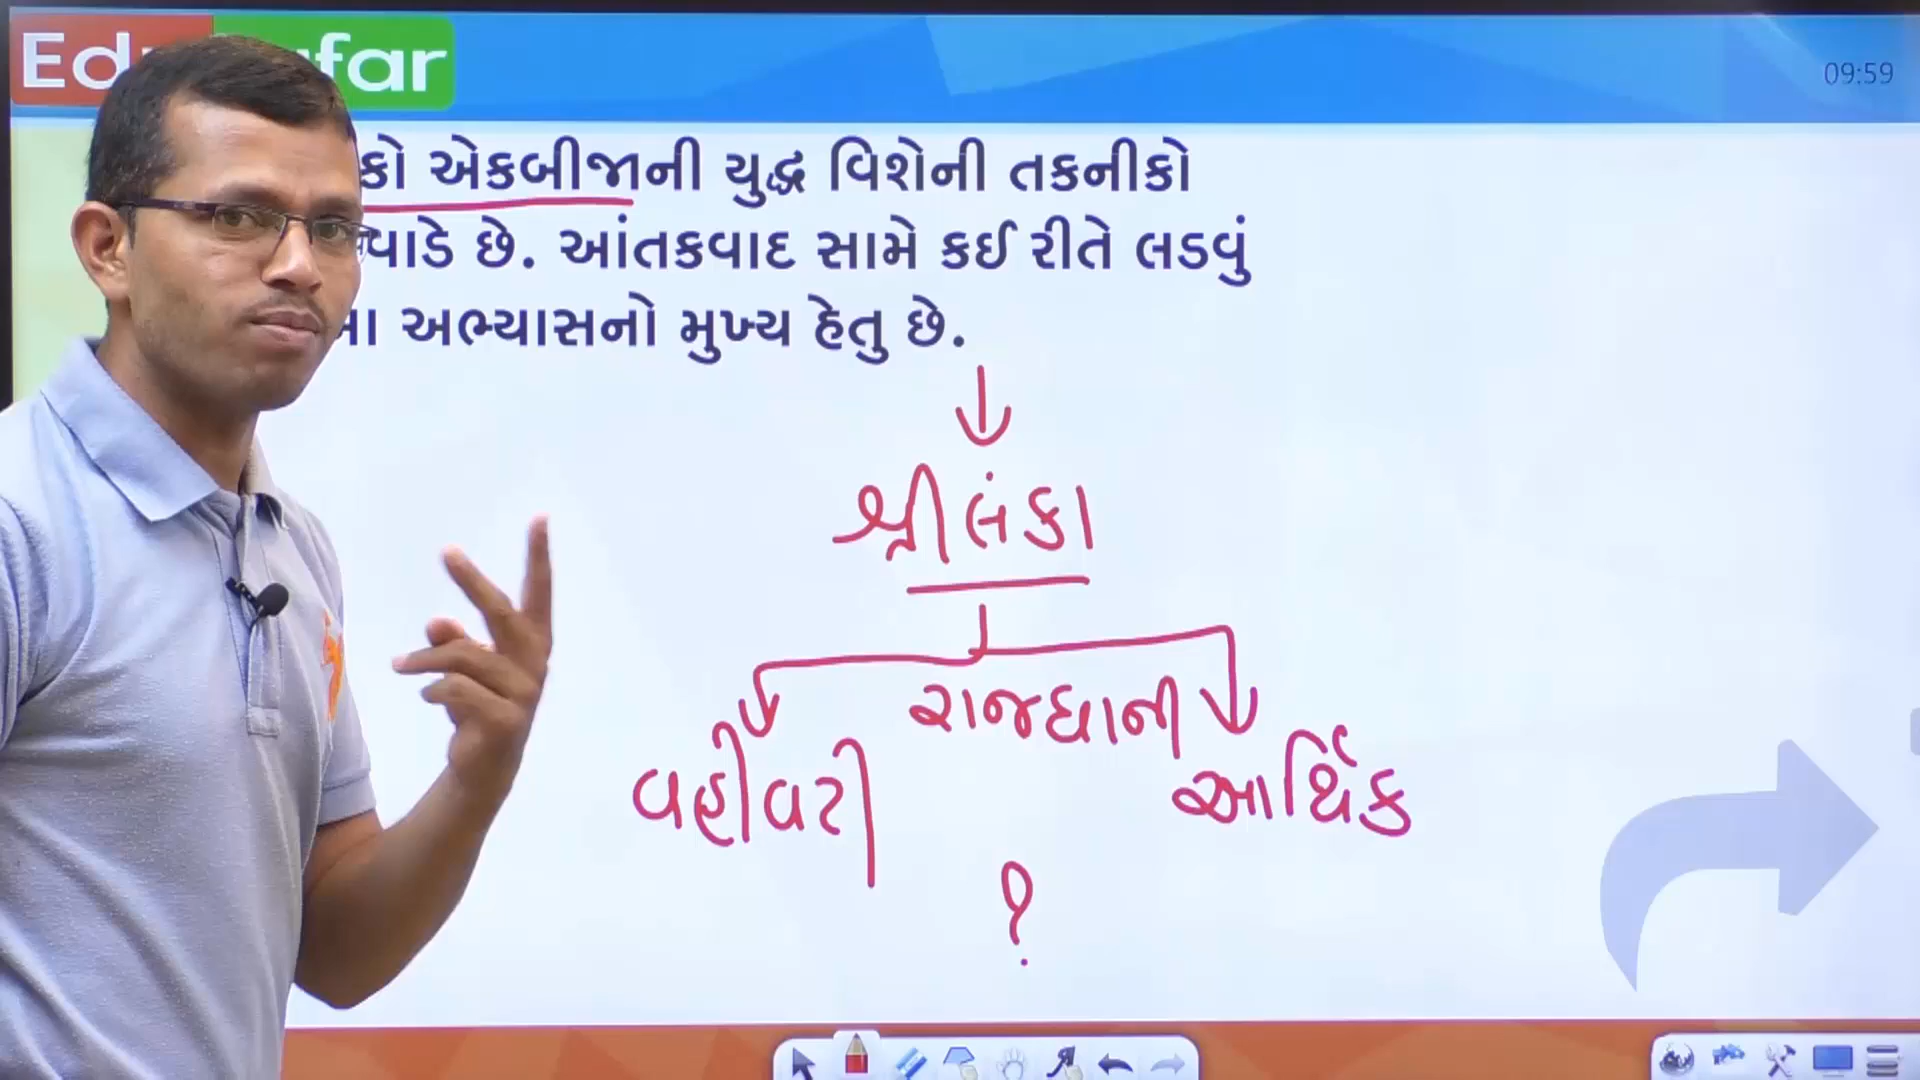 Ed far
09:59
કો એકબીજાની યુદ્ધ વિશેની તકનીકો
વાડે છે. આંતકવાદ સામે કઈ રીતે લડવું
અભ્યાસનો મુખ્ય હેતુ છે.
શ્રીલંકા
રાજધાની
વહીવટી
આર્થિક
?